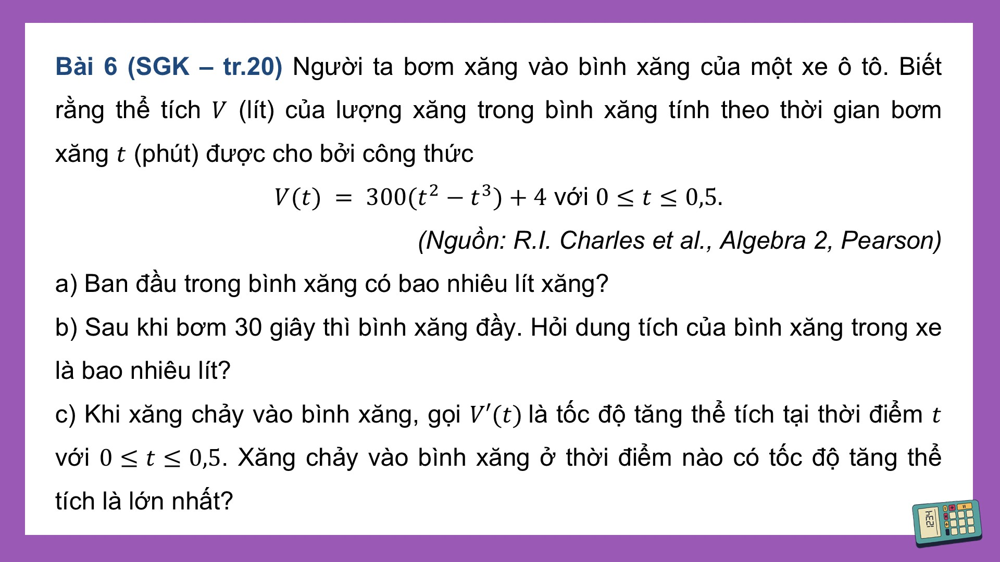 Bài 6 (SGK – tr.20) Người ta bơm xăng vào bình xăng của một xe ô tô. Biết
rằng thể tích 𝑉 (lít) của lượng xăng trong bình xăng tính theo thời gian bơm
xăng 𝑡 (phút) được cho bởi công thức
𝑉(𝑡) = 300(𝑡² − 𝑡³) + 4 với 0 ≤ 𝑡 ≤ 0,5.
(Nguồn: R.I. Charles et al., Algebra 2, Pearson)
a) Ban đầu trong bình xăng có bao nhiêu lít xăng?
b) Sau khi bơm 30 giây thì bình xăng đầy. Hỏi dung tích của bình xăng trong xe
là bao nhiêu lít?
c) Khi xăng chảy vào bình xăng, gọi 𝑉′(𝑡) là tốc độ tăng thể tích tại thời điểm 𝑡
với 0 ≤ 𝑡 ≤ 0,5. Xăng chảy vào bình xăng ở thời điểm nào có tốc độ tăng thể
tích là lớn nhất?
1234